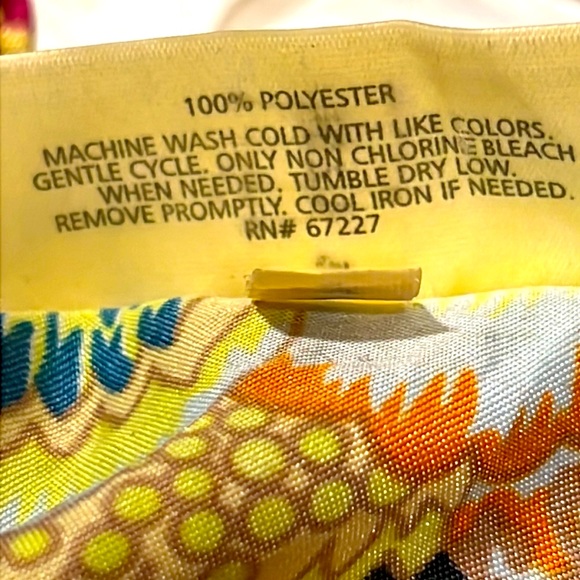 100% POLYESTER
MACHINE WASH COLD WITH LIKE COLORS.
GENTLE CYCLE. ONLY NON CHLORINE BLEACH
WHEN NEEDED. TUMBLE DRY LOW.
REMOVE PROMPTLY. COOL IRON IF NEEDED.
RN# 67227